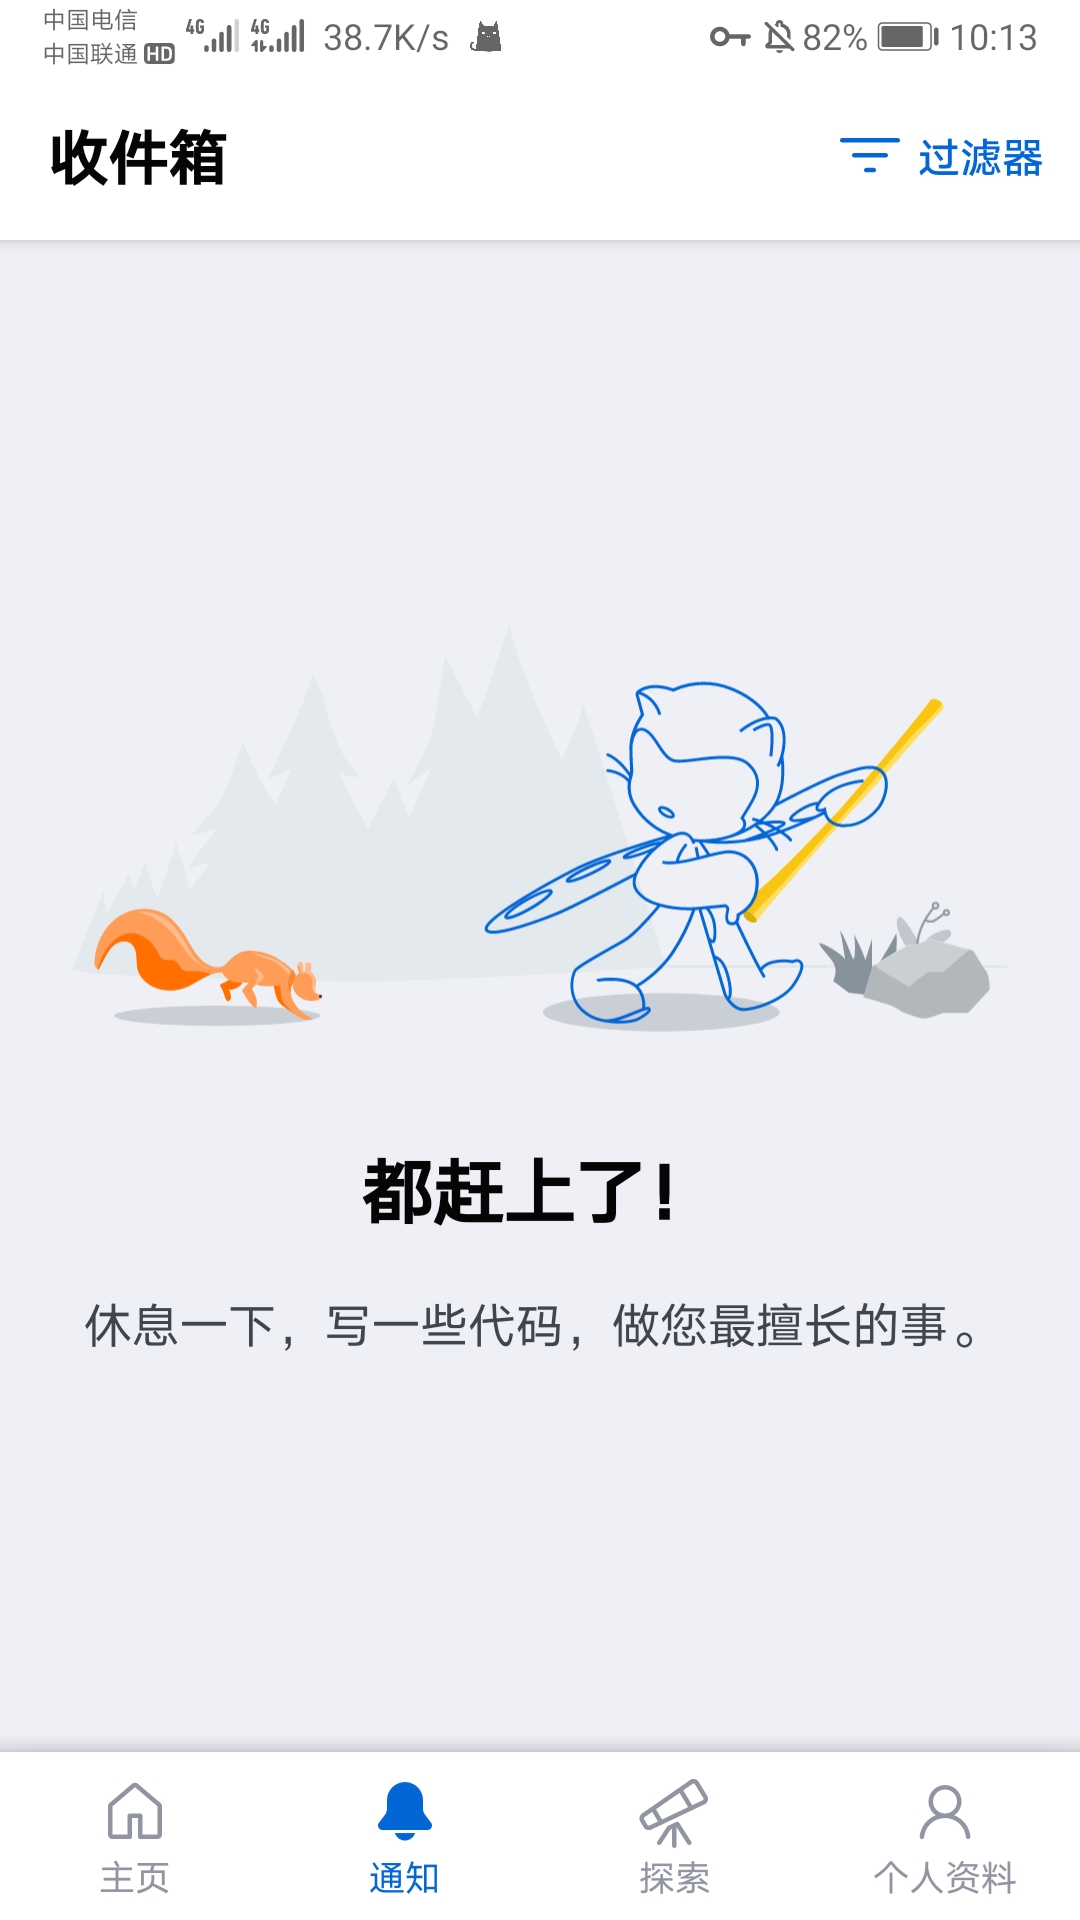 中国电信
中国联通 HD
4G 4G 38.7K/s 82% 10:13
收件箱 过滤器
都赶上了！
休息一下，写一些代码，做您最擅长的事。
主页 通知 探索 个人资料